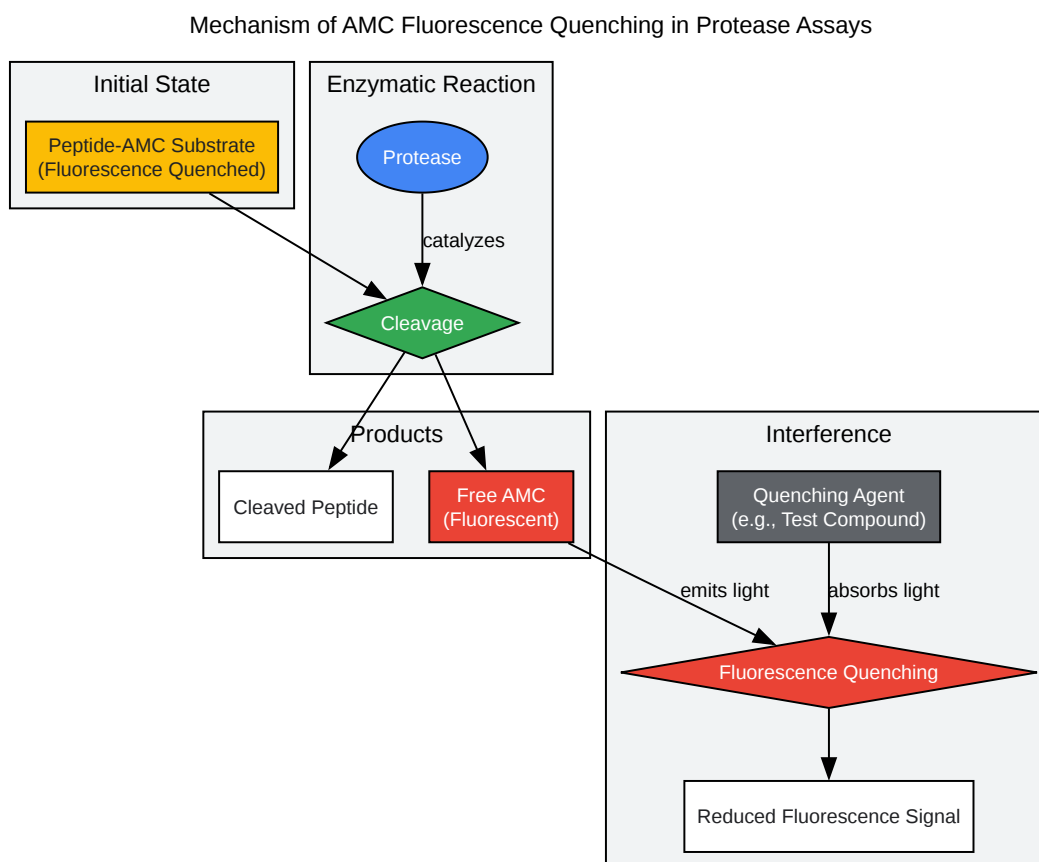 Mechanism of AMC Fluorescence Quenching in Protease Assays
Initial State
Peptide-AMC Substrate
(Fluorescence Quenched)
Enzymatic Reaction
Protease
catalyzes
Cleavage
Products
Cleaved Peptide
Free AMC
(Fluorescent)
Interference
Quenching Agent
(e.g., Test Compound)
emits light
absorbs light
Fluorescence Quenching
Reduced Fluorescence Signal